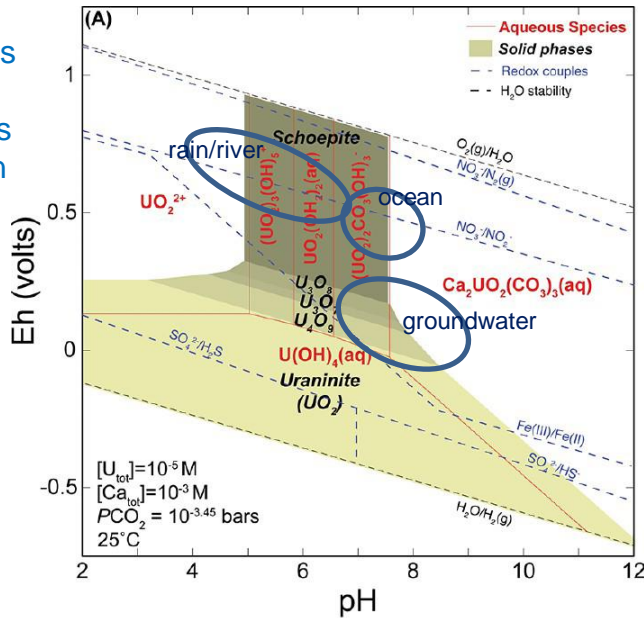 s
s
n
(A)
Aqueous Species
Solid phases
Redox couples
H₂O stability
1
0.5
0
-0.5
Eh (volts)
Schoepite
rain/river
ocean
groundwater
O₂(g)/H₂O
NO₃⁻/N₂(g)
NO₃⁻/NO₂⁻
UO₂²⁺
(UO₂)₃(OH)₅⁺
UO₂(OH)₂(aq)
(UO₂)₂CO₃(OH)₃⁻
Ca₂UO₂(CO₃)₃(aq)
U₃O₈
U₃O₇
U₄O₉
U(OH)₄(aq)
SO₄²⁻/H₂S
Uraninite
(UO₂)
Fe(III)/Fe(II)
SO₄²⁻/HS⁻
H₂O/H₂(g)
[Uₜₒₜ]=10⁻⁵ M
[Caₜₒₜ]=10⁻³ M
PCO₂ = 10⁻³·⁴⁵ bars
25°C
2 4 6 8 10 12
pH